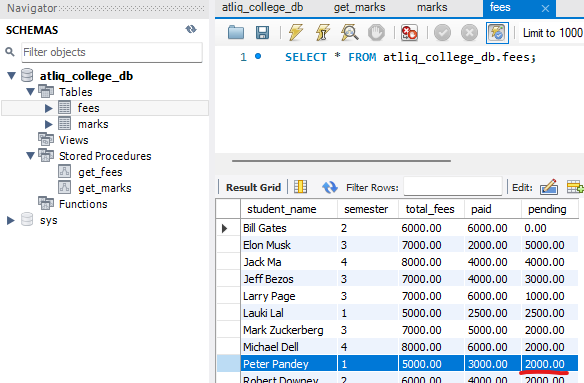 Navigator
SCHEMAS
Filter objects
atliq_college_db
Tables
fees
marks
Views
Stored Procedures
get_fees
get_marks
Functions
sys
atliq_college_db get_marks marks fees
Limit to 1000
1 SELECT * FROM atliq_college_db.fees;
Result Grid Filter Rows: Edit:
student_name semester total_fees paid pending
Bill Gates 2 6000.00 6000.00 0.00
Elon Musk 3 7000.00 2000.00 5000.00
Jack Ma 4 8000.00 4000.00 4000.00
Jeff Bezos 3 7000.00 4000.00 3000.00
Larry Page 3 7000.00 6000.00 1000.00
Lauki Lal 1 5000.00 2500.00 2500.00
Mark Zuckerberg 3 7000.00 5000.00 2000.00
Michael Dell 4 8000.00 6000.00 2000.00
Peter Pandey 1 5000.00 3000.00 2000.00
Robert Downey 2 6000.00 4000.00 2000.00